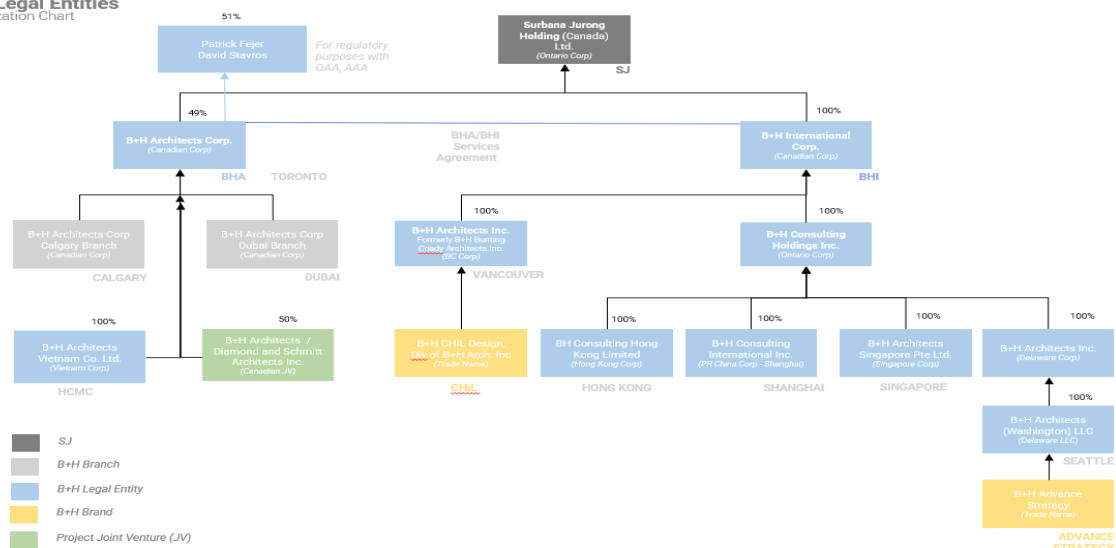 Legal Entities
zation Chart
51%
Patrick Fejer
David Stavros
For regulatory
purposes with
OAA, AAA
Surbana Jurong
Holding (Canada)
Ltd.
(Ontario Corp)
SJ
49%
B+H Architects Corp.
(Canadian Corp)
BHA
TORONTO
BHA/BHI
Services
Agreement
100%
B+H International
Corp.
(Canadian Corp)
BHI
B+H Architects Corp
Calgary Branch
(Canadian Corp)
CALGARY
B+H Architects Corp
Dubai Branch
(Canadian Corp)
DUBAI
100%
B+H Architects Inc.
Formerly B+H Bunting
Coady Architects Inc.
(BC Corp)
VANCOUVER
100%
B+H Consulting
Holdings Inc.
(Ontario Corp)
100%
B+H Architects
Vietnam Co. Ltd.
(Vietnam Corp)
HCMC
50%
B+H Architects /
Diamond and Schmitt
Architects Inc.
(Canadian JV)
B+H CHIL Design,
Div of B+H Arch. Inc
(Trade Name)
CHIL
100%
BH Consulting Hong
Kong Limited
(Hong Kong Corp)
HONG KONG
100%
B+H Consulting
International Inc.
(PR China Corp - Shanghai)
SHANGHAI
100%
B+H Architects
Singapore Pte Ltd.
(Singapore Corp)
SINGAPORE
100%
B+H Architects Inc.
(Delaware Corp)
100%
B+H Architects
(Washington) LLC
(Delaware LLC)
SEATTLE
B+H Advance
Strategy
(Trade Name)
ADVANCE
STRATEGY
SJ
B+H Branch
B+H Legal Entity
B+H Brand
Project Joint Venture (JV)